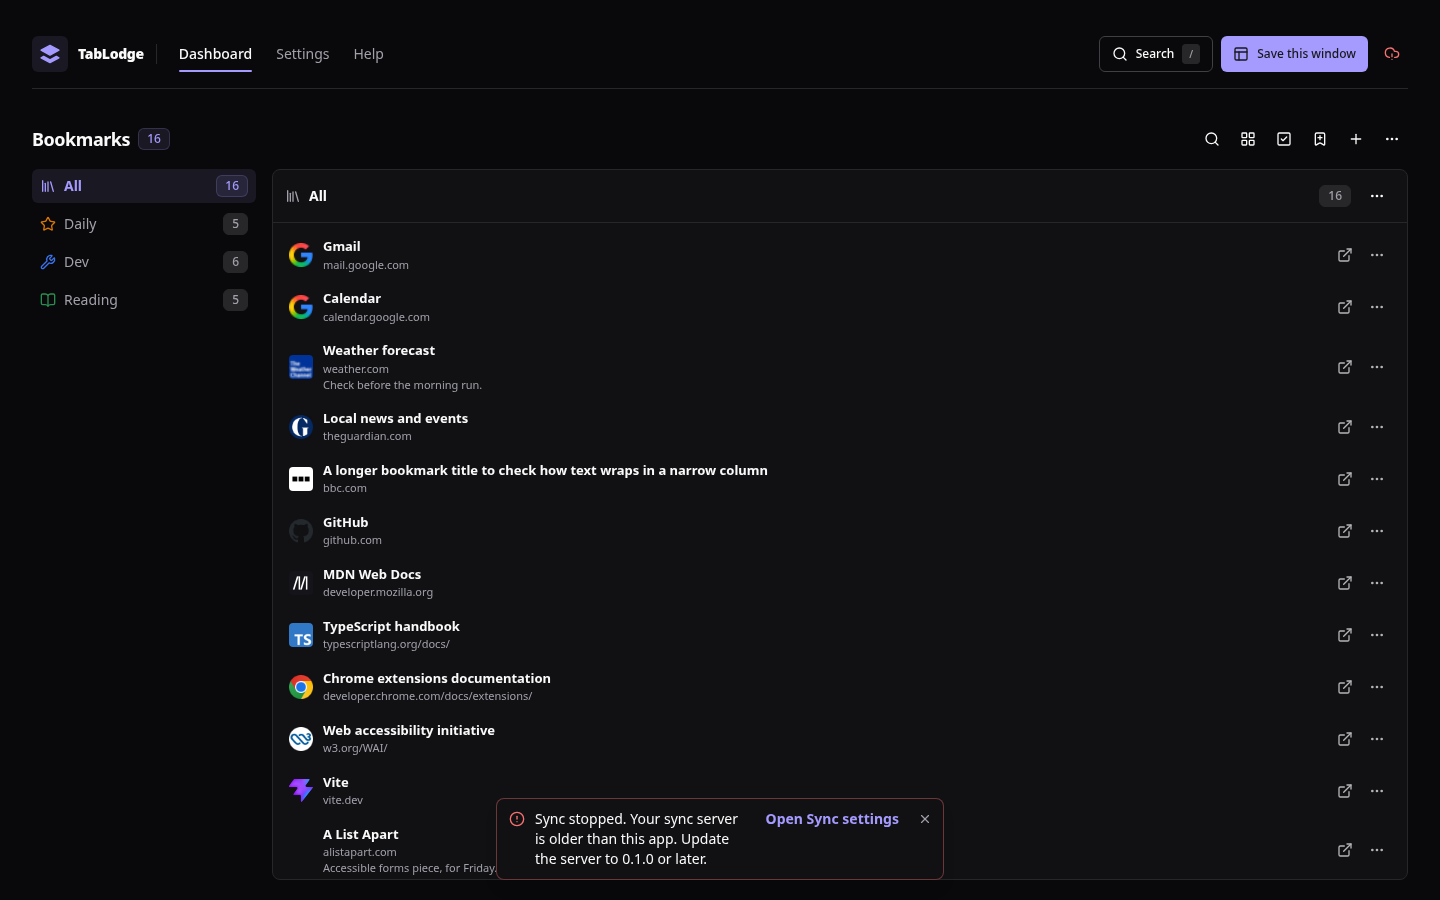 TabLodge
Dashboard
Settings
Help
Search
/
Save this window
Bookmarks
16
All
16
Daily
5
Dev
6
Reading
5
All
16
Gmail
mail.google.com
Calendar
calendar.google.com
The Weather Channel
Weather forecast
weather.com
Check before the morning run.
Local news and events
theguardian.com
A longer bookmark title to check how text wraps in a narrow column
bbc.com
GitHub
github.com
MDN Web Docs
developer.mozilla.org
TS
TypeScript handbook
typescriptlang.org/docs/
Chrome extensions documentation
developer.chrome.com/docs/extensions/
Web accessibility initiative
w3.org/WAI/
Vite
vite.dev
A List Apart
alistapart.com
Accessible forms piece, for Friday.
Sync stopped. Your sync server
is older than this app. Update
the server to 0.1.0 or later.
Open Sync settings